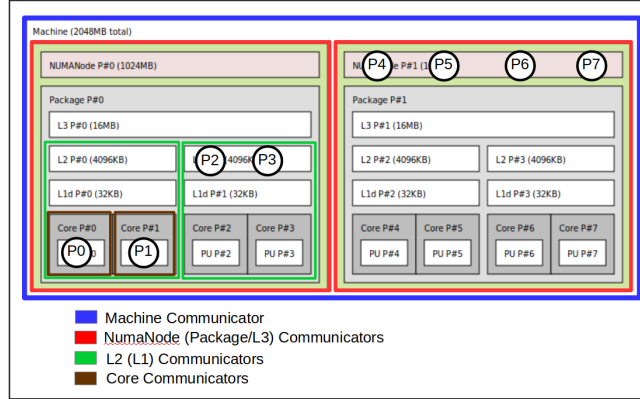 Machine (2048MB total)
NUMANode P#0 (1024MB)
P4 P5 P6 P7
Package P#0
Package P#1
L3 P#0 (16MB)
L3 P#1 (16MB)
L2 P#0 (4096KB)
P2 P3
L2 P#2 (4096KB)
L2 P#3 (4096KB)
L1d P#0 (32KB)
L1d P#1 (32KB)
L1d P#2 (32KB)
L1d P#3 (32KB)
Core P#0
Core P#1
Core P#2
Core P#3
Core P#4
Core P#5
Core P#6
Core P#7
P0
P1
PU P#2
PU P#3
PU P#4
PU P#5
PU P#6
PU P#7
Machine Communicator
NumaNode (Package/L3) Communicators
L2 (L1) Communicators
Core Communicators